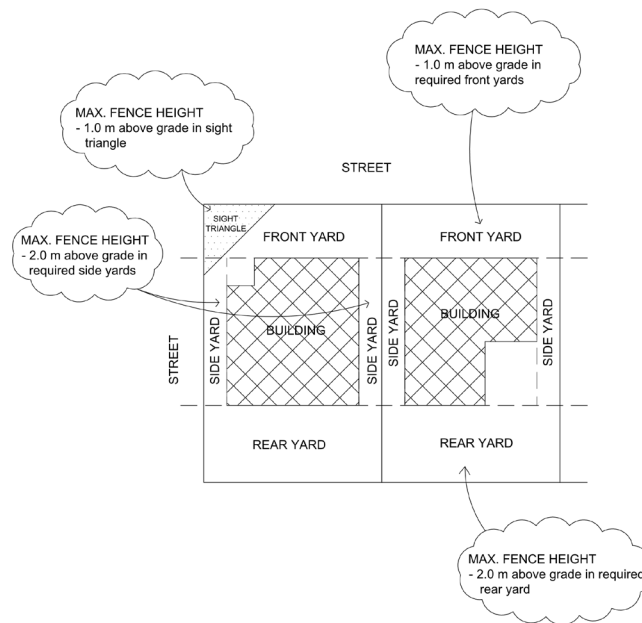 MAX. FENCE HEIGHT
- 1.0 m above grade in
required front yards
MAX. FENCE HEIGHT
- 1.0 m above grade in sight
triangle
STREET
SIGHT
TRIANGLE
FRONT YARD
FRONT YARD
MAX. FENCE HEIGHT
- 2.0 m above grade in
required side yards
BUILDING
BUILDING
STREET
SIDE YARD
SIDE YARD
SIDE YARD
SIDE YARD
REAR YARD
REAR YARD
MAX. FENCE HEIGHT
- 2.0 m above grade in required
rear yard